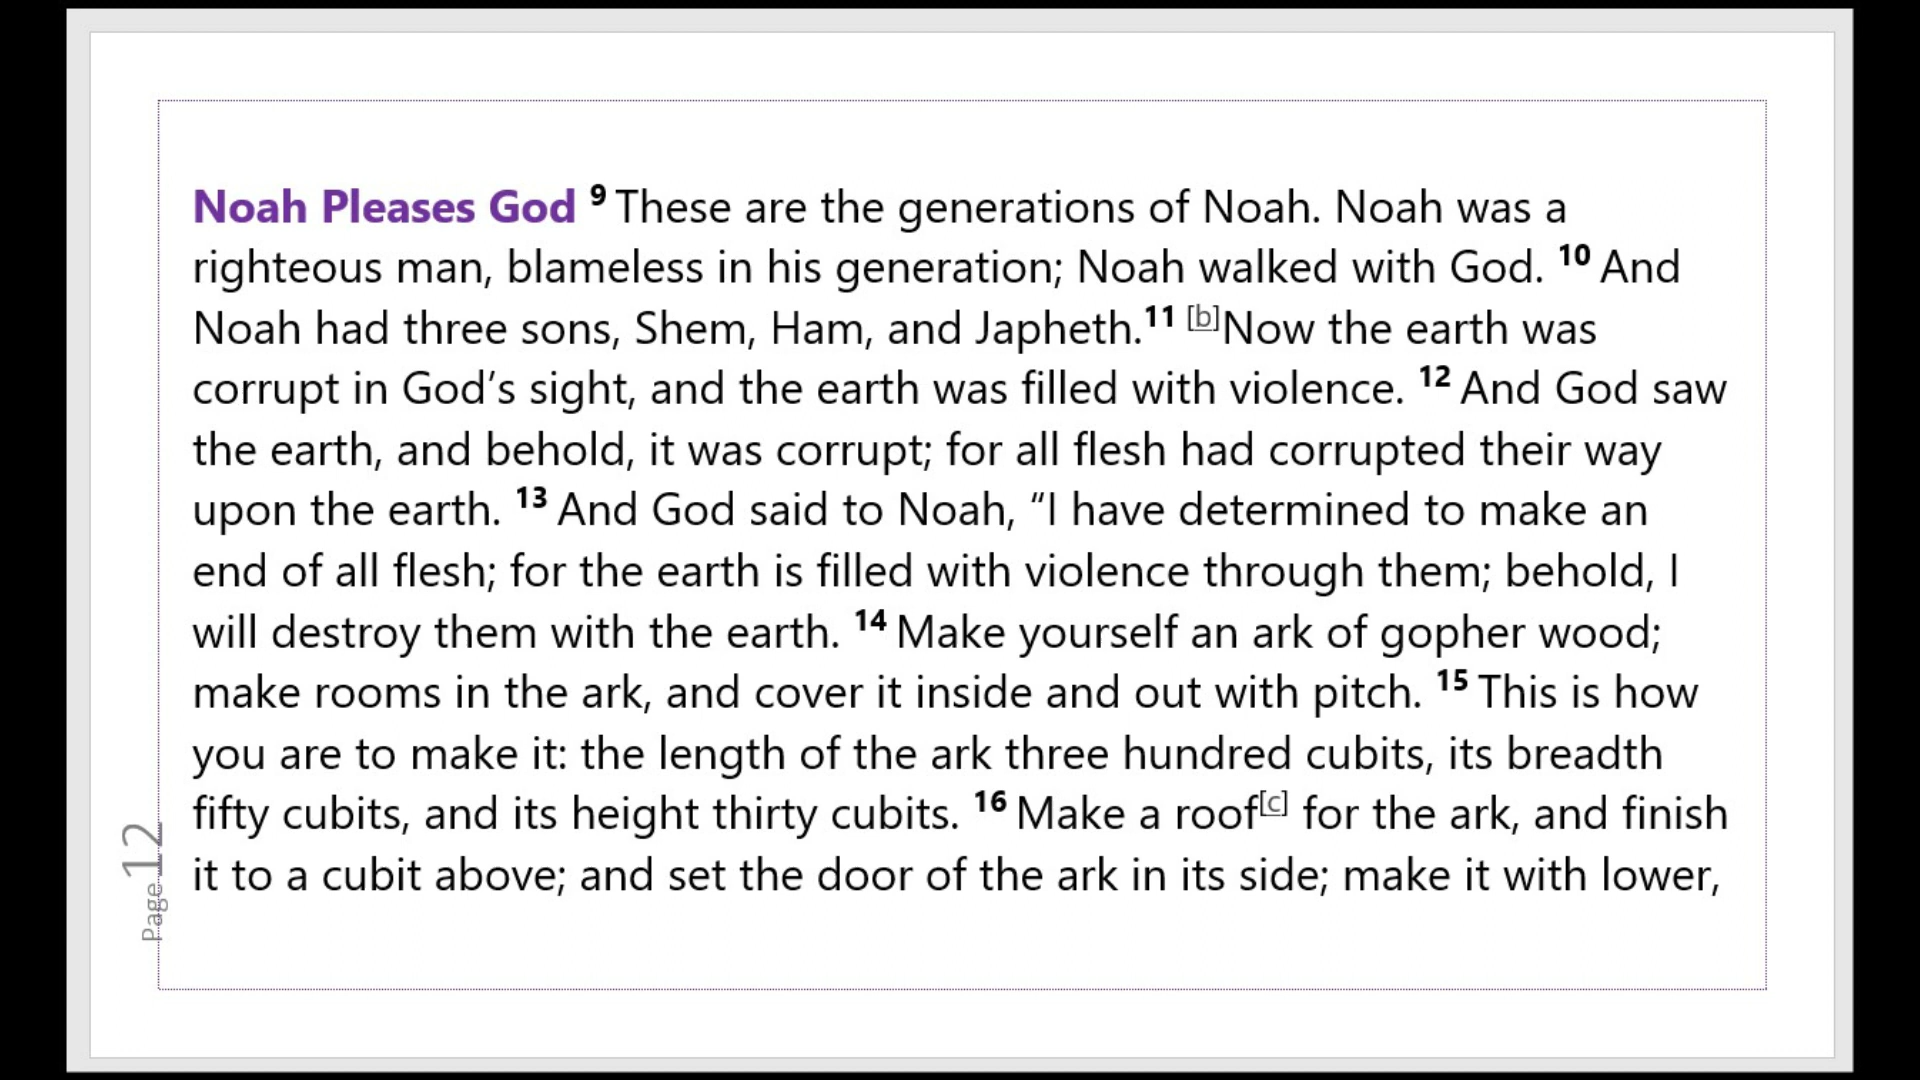 Noah Pleases God 9 These are the generations of Noah. Noah was a
righteous man, blameless in his generation; Noah walked with God. 10 And
Noah had three sons, Shem, Ham, and Japheth.11 [b]Now the earth was
corrupt in God’s sight, and the earth was filled with violence. 12 And God saw
the earth, and behold, it was corrupt; for all flesh had corrupted their way
upon the earth. 13 And God said to Noah, “I have determined to make an
end of all flesh; for the earth is filled with violence through them; behold, I
will destroy them with the earth. 14 Make yourself an ark of gopher wood;
make rooms in the ark, and cover it inside and out with pitch. 15 This is how
you are to make it: the length of the ark three hundred cubits, its breadth
fifty cubits, and its height thirty cubits. 16 Make a roof[c] for the ark, and finish
it to a cubit above; and set the door of the ark in its side; make it with lower,
Page 12